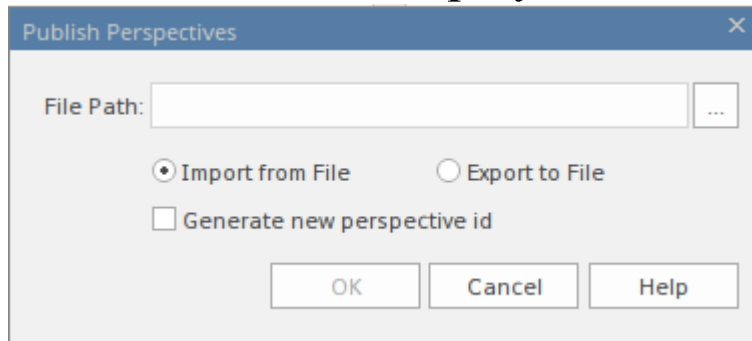 Publish Perspectives
File Path:
...
Import from File
Export to File
Generate new perspective id
OK
Cancel
Help